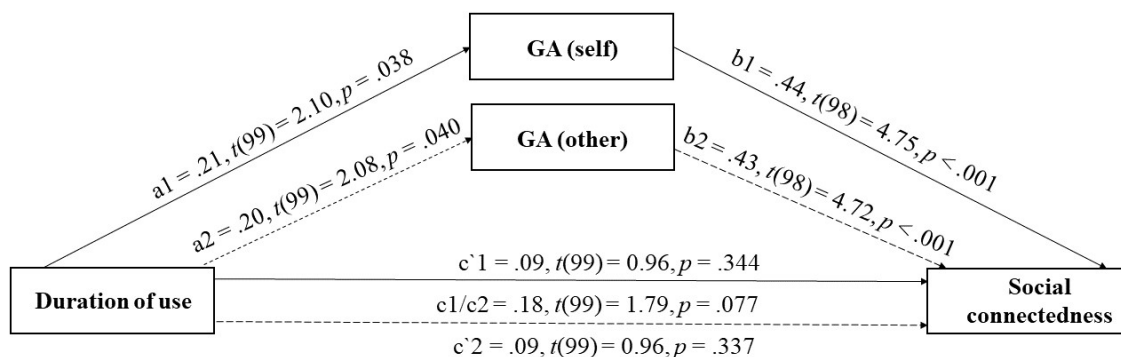 GA (self)
a1 = .21, t(99) = 2.10, p = .038
b1 = .44, t(98) = 4.75, p < .001
GA (other)
a2 = .20, t(99) = 2.08, p = .040
b2 = .43, t(98) = 4.72, p < .001
Duration of use
c`1 = .09, t(99) = 0.96, p = .344
c1/c2 = .18, t(99) = 1.79, p = .077
c`2 = .09, t(99) = 0.96, p = .337
Social
connectedness